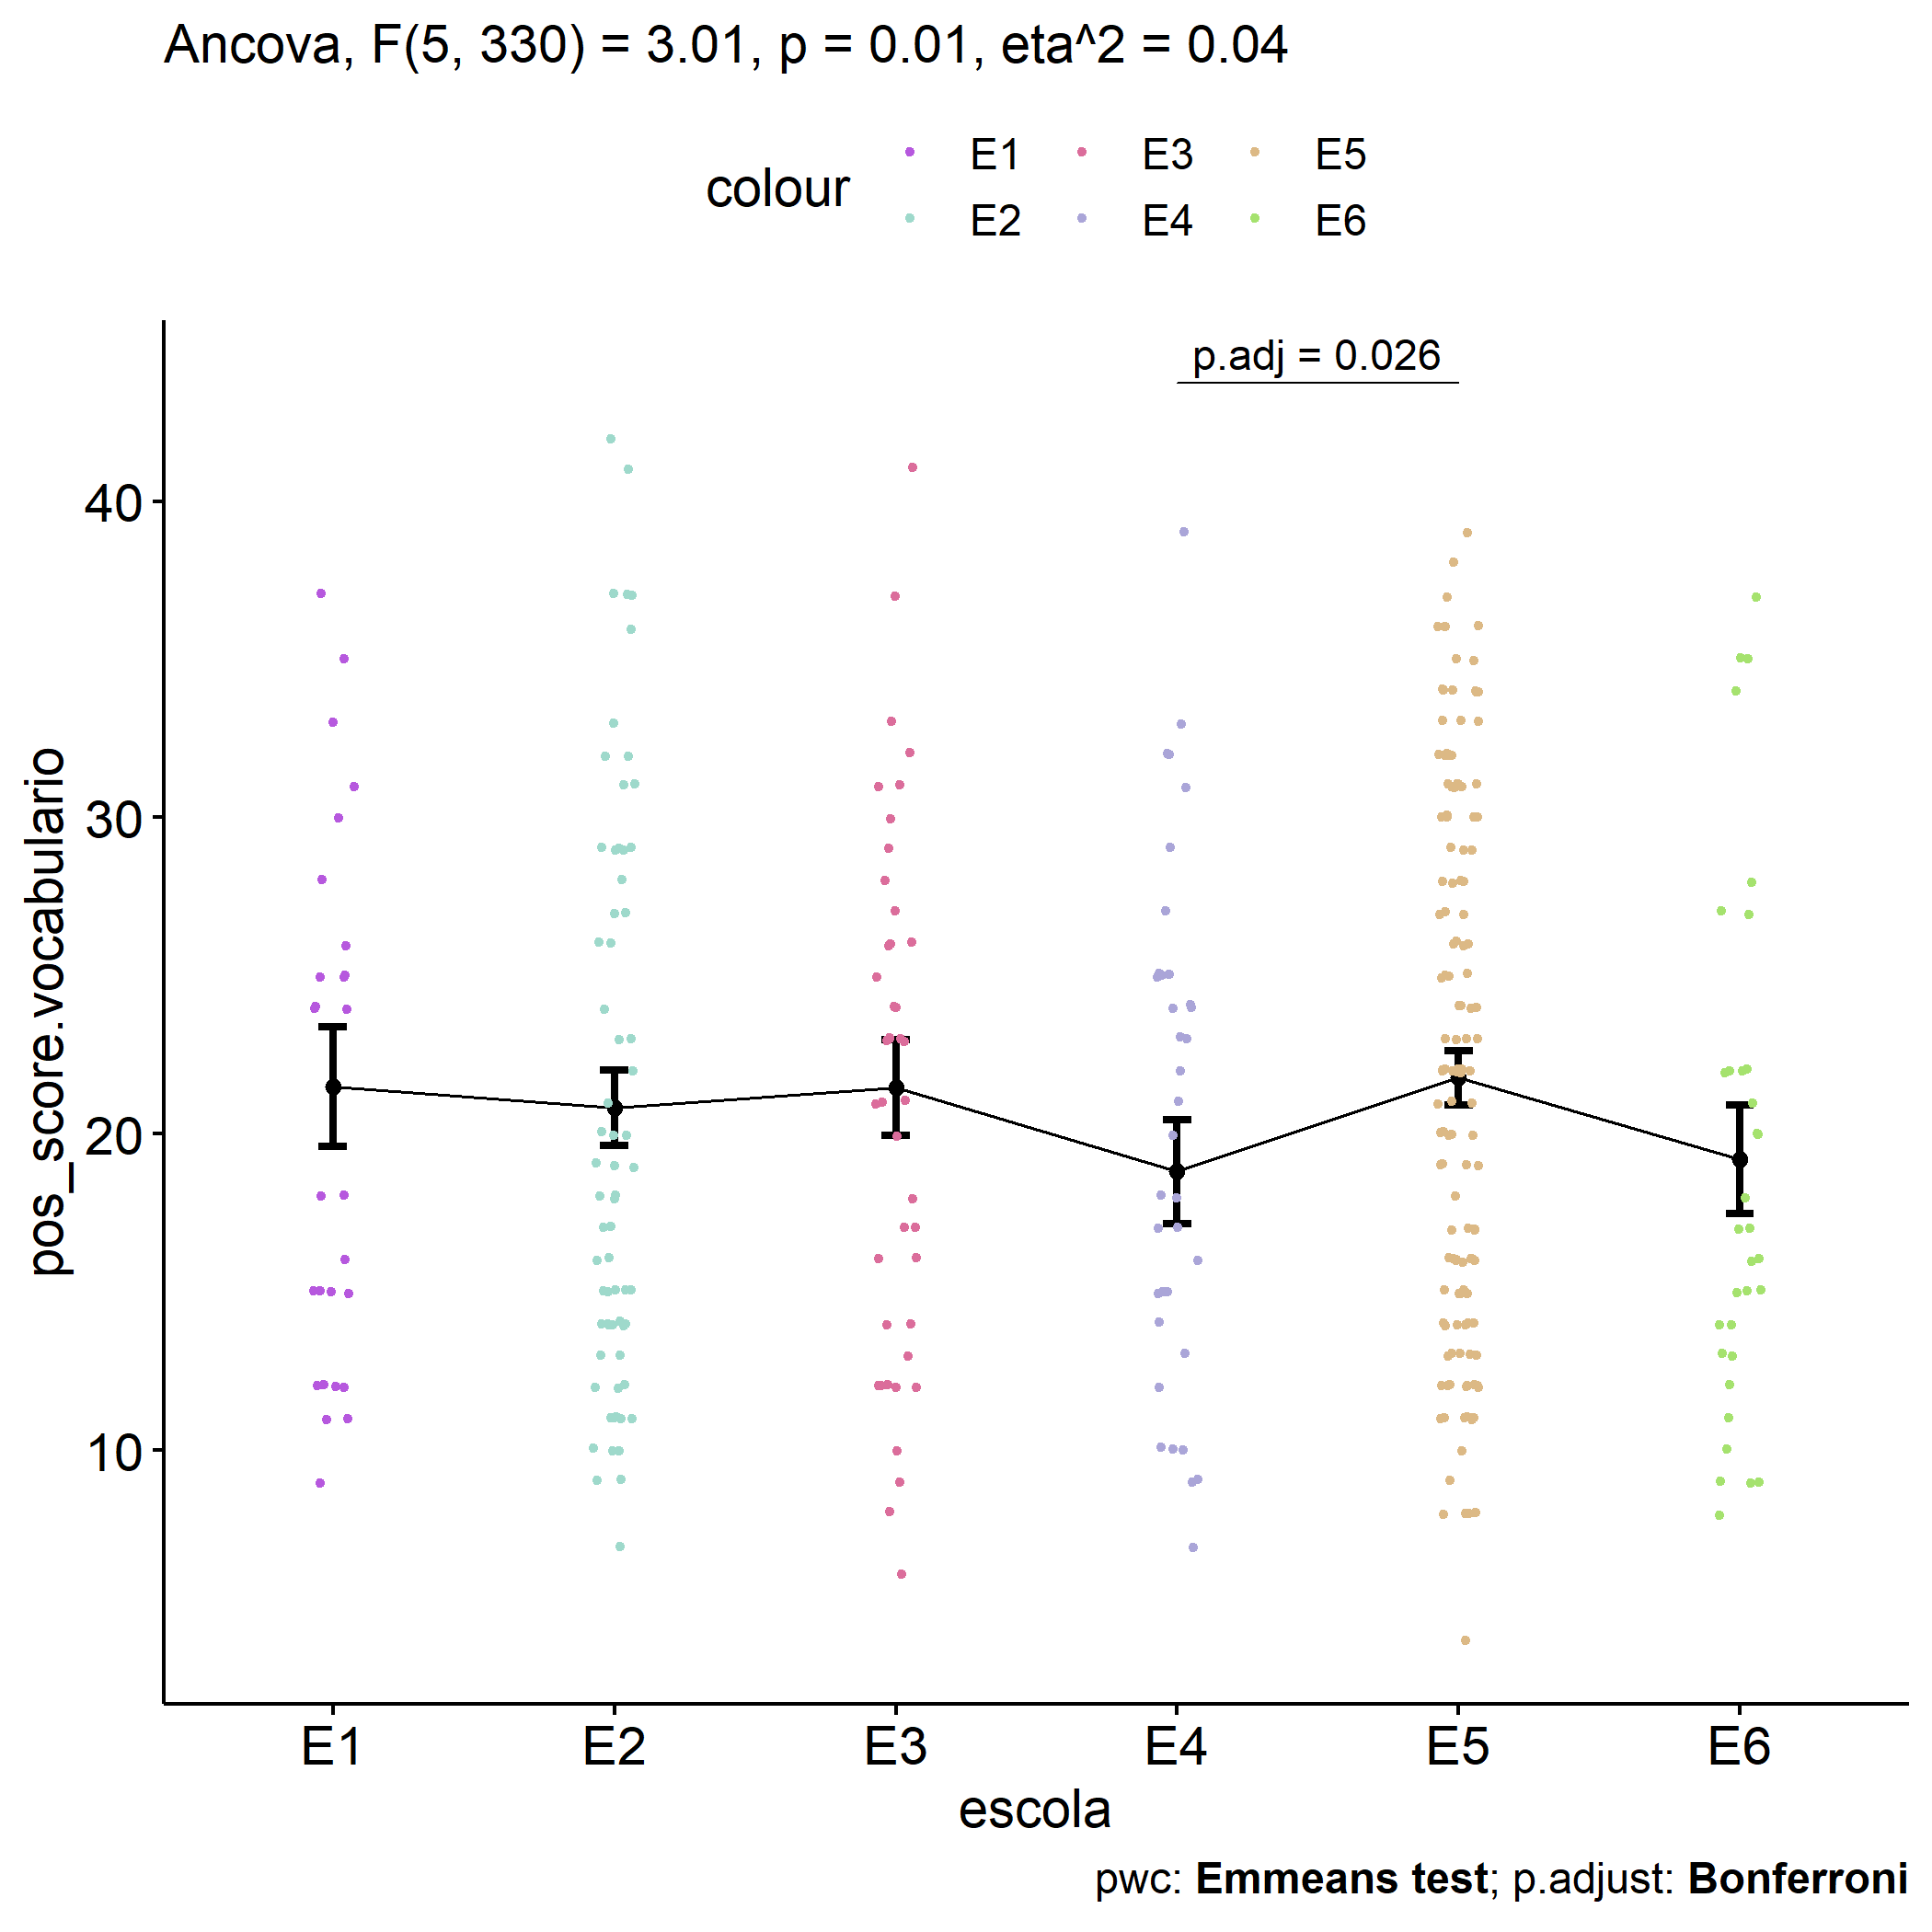 Ancova, F(5, 330) = 3.01, p = 0.01, eta^2 = 0.04
colour
E1 E3 E5
E2 E4 E6
p.adj = 0.026
pos_score.vocabulario
40
30
20
10
E1 E2 E3 E4 E5 E6
escola
pwc: Emmeans test; p.adjust: Bonferroni